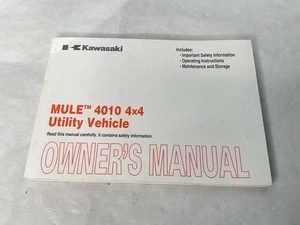 Kawasaki
Includes:
- Important Safety Information
- Operating Instructions
- Maintenance and Storage
MULE™ 4010 4x4
Utility Vehicle
Read this manual carefully. It contains safety information.
OWNER'S MANUAL